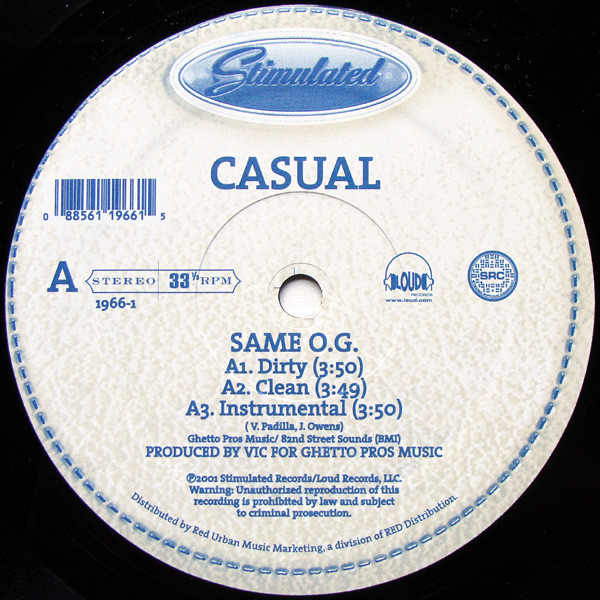 Stimulated
CASUAL
0 88561 19661 5
A
STEREO 33 ⅓ RPM
1966-1
LOUD
RECORDS
www.loud.com
SRC
SAME O.G.
A1. Dirty (3:50)
A2. Clean (3:49)
A3. Instrumental (3:50)
( V. Padilla, J. Owens)
Ghetto Pros Music/ 82nd Street Sounds (BMI)
PRODUCED BY VIC FOR GHETTO PROS MUSIC
℗2001 Stimulated Records/Loud Records, LLC.
Warning: Unauthorized reproduction of this
recording is prohibited by law and subject
to criminal prosecution.
Distributed by Red Urban Music Marketing, a division of RED Distribution.